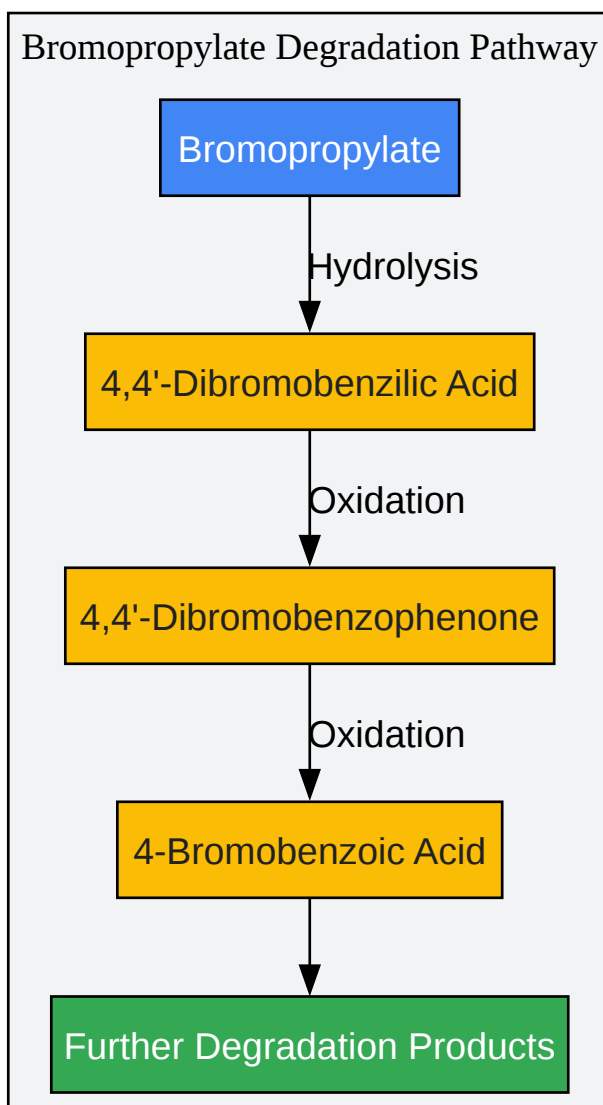 Bromopropylate Degradation Pathway
Bromopropylate
Hydrolysis
4,4'-Dibromobenzilic Acid
Oxidation
4,4'-Dibromobenzophenone
Oxidation
4-Bromobenzoic Acid
Further Degradation Products